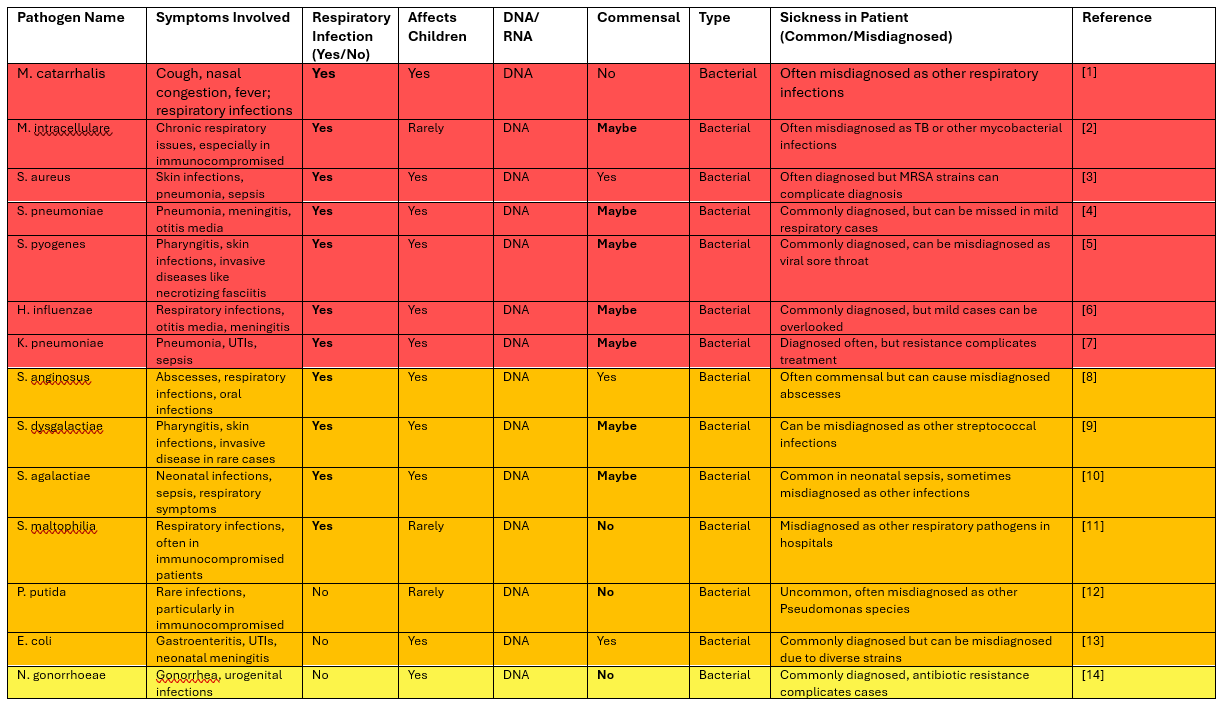 Pathogen Name Symptoms Involved Respiratory Infection (Yes/No) Affects Children DNA/ RNA Commensal Type Sickness in Patient (Common/Misdiagnosed) Reference
M. catarrhalis Cough, nasal congestion, fever; respiratory infections Yes Yes DNA No Bacterial Often misdiagnosed as other respiratory infections [1]
M. intracellulare Chronic respiratory issues, especially in immunocompromised Yes Rarely DNA Maybe Bacterial Often misdiagnosed as TB or other mycobacterial infections [2]
S. aureus Skin infections, pneumonia, sepsis Yes Yes DNA Yes Bacterial Often diagnosed but MRSA strains can complicate diagnosis [3]
S. pneumoniae Pneumonia, meningitis, otitis media Yes Yes DNA Maybe Bacterial Commonly diagnosed, but can be missed in mild respiratory cases [4]
S. pyogenes Pharyngitis, skin infections, invasive diseases like necrotizing fasciitis Yes Yes DNA Maybe Bacterial Commonly diagnosed, can be misdiagnosed as viral sore throat [5]
H. influenzae Respiratory infections, otitis media, meningitis Yes Yes DNA Maybe Bacterial Commonly diagnosed, but mild cases can be overlooked [6]
K. pneumoniae Pneumonia, UTIs, sepsis Yes Yes DNA Maybe Bacterial Diagnosed often, but resistance complicates treatment [7]
S. anginosus Abscesses, respiratory infections, oral infections Yes Yes DNA Yes Bacterial Often commensal but can cause misdiagnosed abscesses [8]
S. dysgalactiae Pharyngitis, skin infections, invasive disease in rare cases Yes Yes DNA Maybe Bacterial Can be misdiagnosed as other streptococcal infections [9]
S. agalactiae Neonatal infections, sepsis, respiratory symptoms Yes Yes DNA Maybe Bacterial Common in neonatal sepsis, sometimes misdiagnosed as other infections [10]
S. maltophilia Respiratory infections, often in immunocompromised patients Yes Rarely DNA No Bacterial Misdiagnosed as other respiratory pathogens in hospitals [11]
P. putida Rare infections, particularly in immunocompromised No Rarely DNA No Bacterial Uncommon, often misdiagnosed as other Pseudomonas species [12]
E. coli Gastroenteritis, UTIs, neonatal meningitis No Yes DNA Yes Bacterial Commonly diagnosed but can be misdiagnosed due to diverse strains [13]
N. gonorrhoeae Gonorrhea, urogenital infections No Yes DNA No Bacterial Commonly diagnosed, antibiotic resistance complicates cases [14]